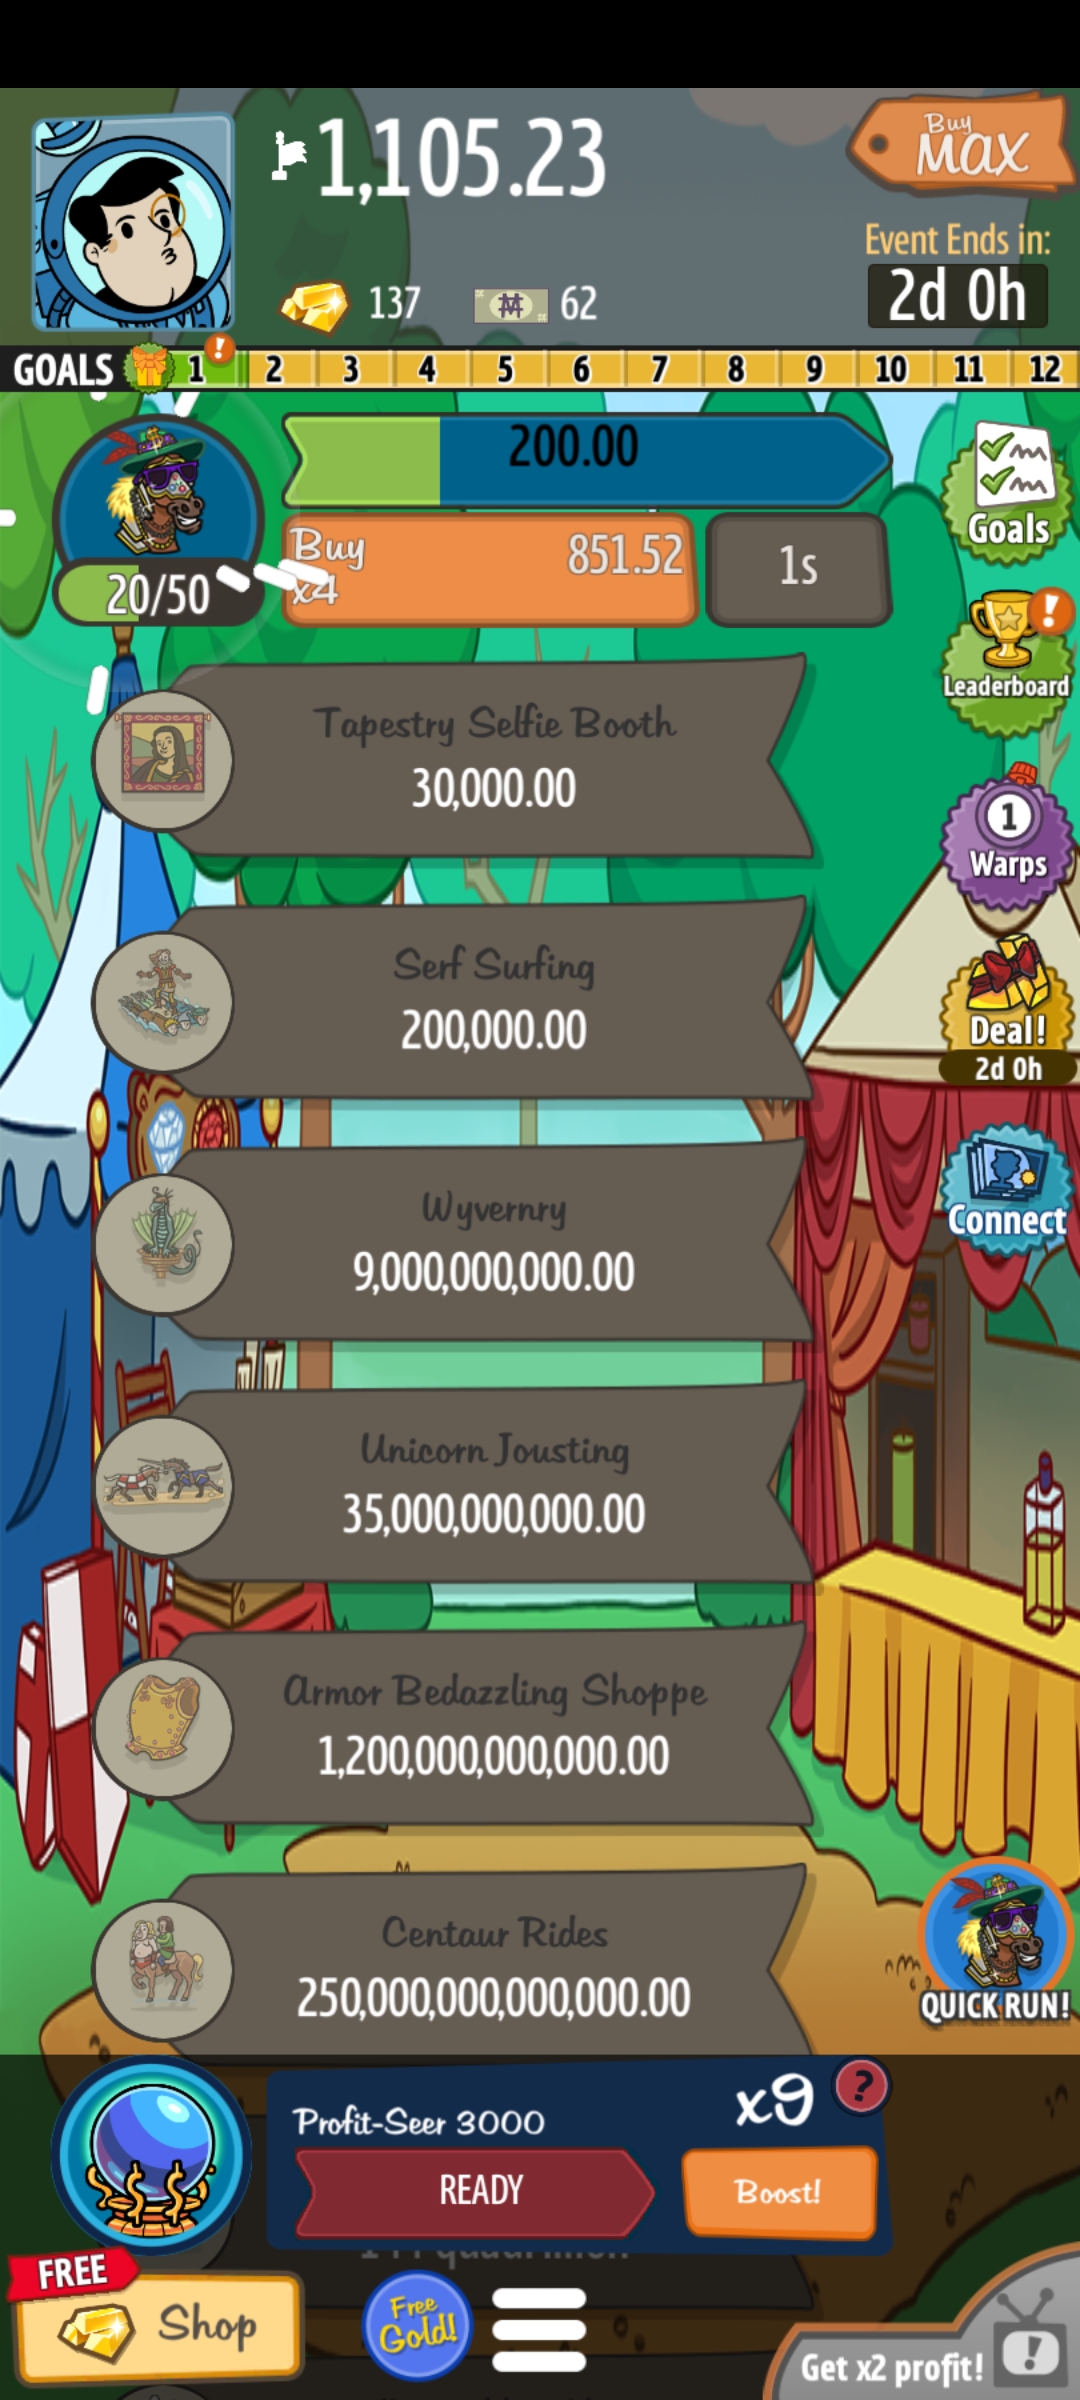 1,105.23
Buy
MAX
Event Ends in:
2d 0h
137
62
GOALS 1 ! 2 3 4 5 6 7 8 9 10 11 12
200.00
Buy
x4
851.52
1s
20/50
Goals
!
Leaderboard
Tapestry Selfie Booth
30,000.00
1
Warps
Serf Surfing
200,000.00
Deal!
2d 0h
Wyvernry
9,000,000,000.00
Connect
Unicorn Jousting
35,000,000,000.00
Armor Bedazzling Shoppe
1,200,000,000,000.00
Centaur Rides
250,000,000,000,000.00
QUICK RUN!
Profit-Seer 3000
x9
?
READY
Boost!
FREE
Shop
Free
Gold!
Get x2 profit!
!